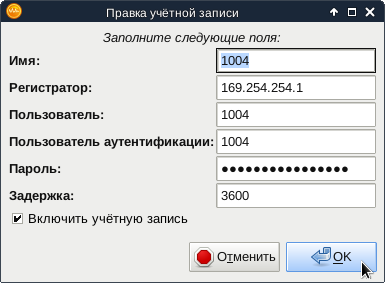 Правка учётной записи
Заполните следующие поля:
Имя: 1004
Регистратор: 169.254.254.1
Пользователь: 1004
Пользователь аутентификации: 1004
Пароль: ●●●●●●●●●●●●●●●●
Задержка: 3600
Включить учётную запись
Отменить OK